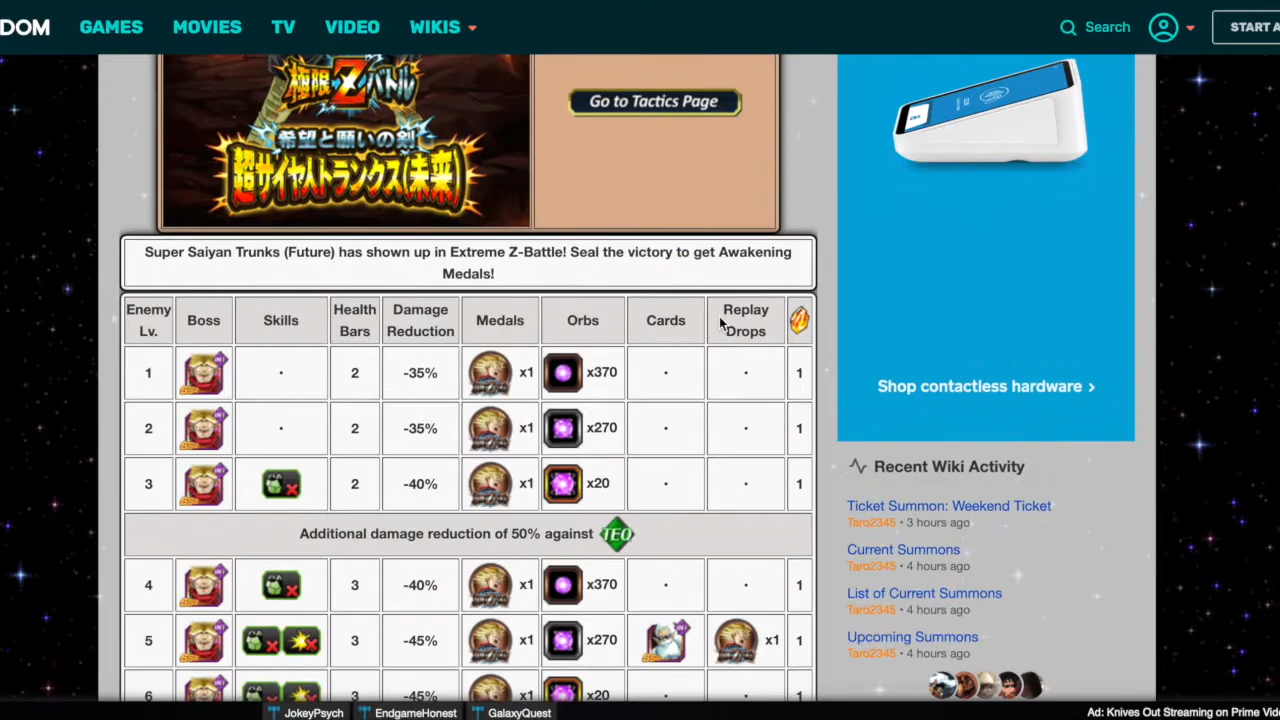 DOM GAMES MOVIES TV VIDEO WIKIS Search START A
極限Zバトル
希望と願いの剣
超サイヤ人トランクス(未来)
Go to Tactics Page
Super Saiyan Trunks (Future) has shown up in Extreme Z-Battle! Seal the victory to get Awakening
Medals!
Enemy Lv. Boss Skills Health Bars Damage Reduction Medals Orbs Cards Replay Drops
1 2 -35% x1 x370 1
2 2 -35% x1 x270 1
3 2 -40% x1 x20 1
Additional damage reduction of 50% against TEQ
4 3 -40% x1 x370 1
5 3 -45% x1 x270 x1 1
6 3 -45% x1 x20 1
Shop contactless hardware >
Recent Wiki Activity
Ticket Summon: Weekend Ticket
Taro2345 • 3 hours ago
Current Summons
Taro2345 • 4 hours ago
List of Current Summons
Taro2345 • 4 hours ago
Upcoming Summons
Taro2345 • 4 hours ago
JokeyPsych EndgameHonest GalaxyQuest Ad: Knives Out Streaming on Prime Vide